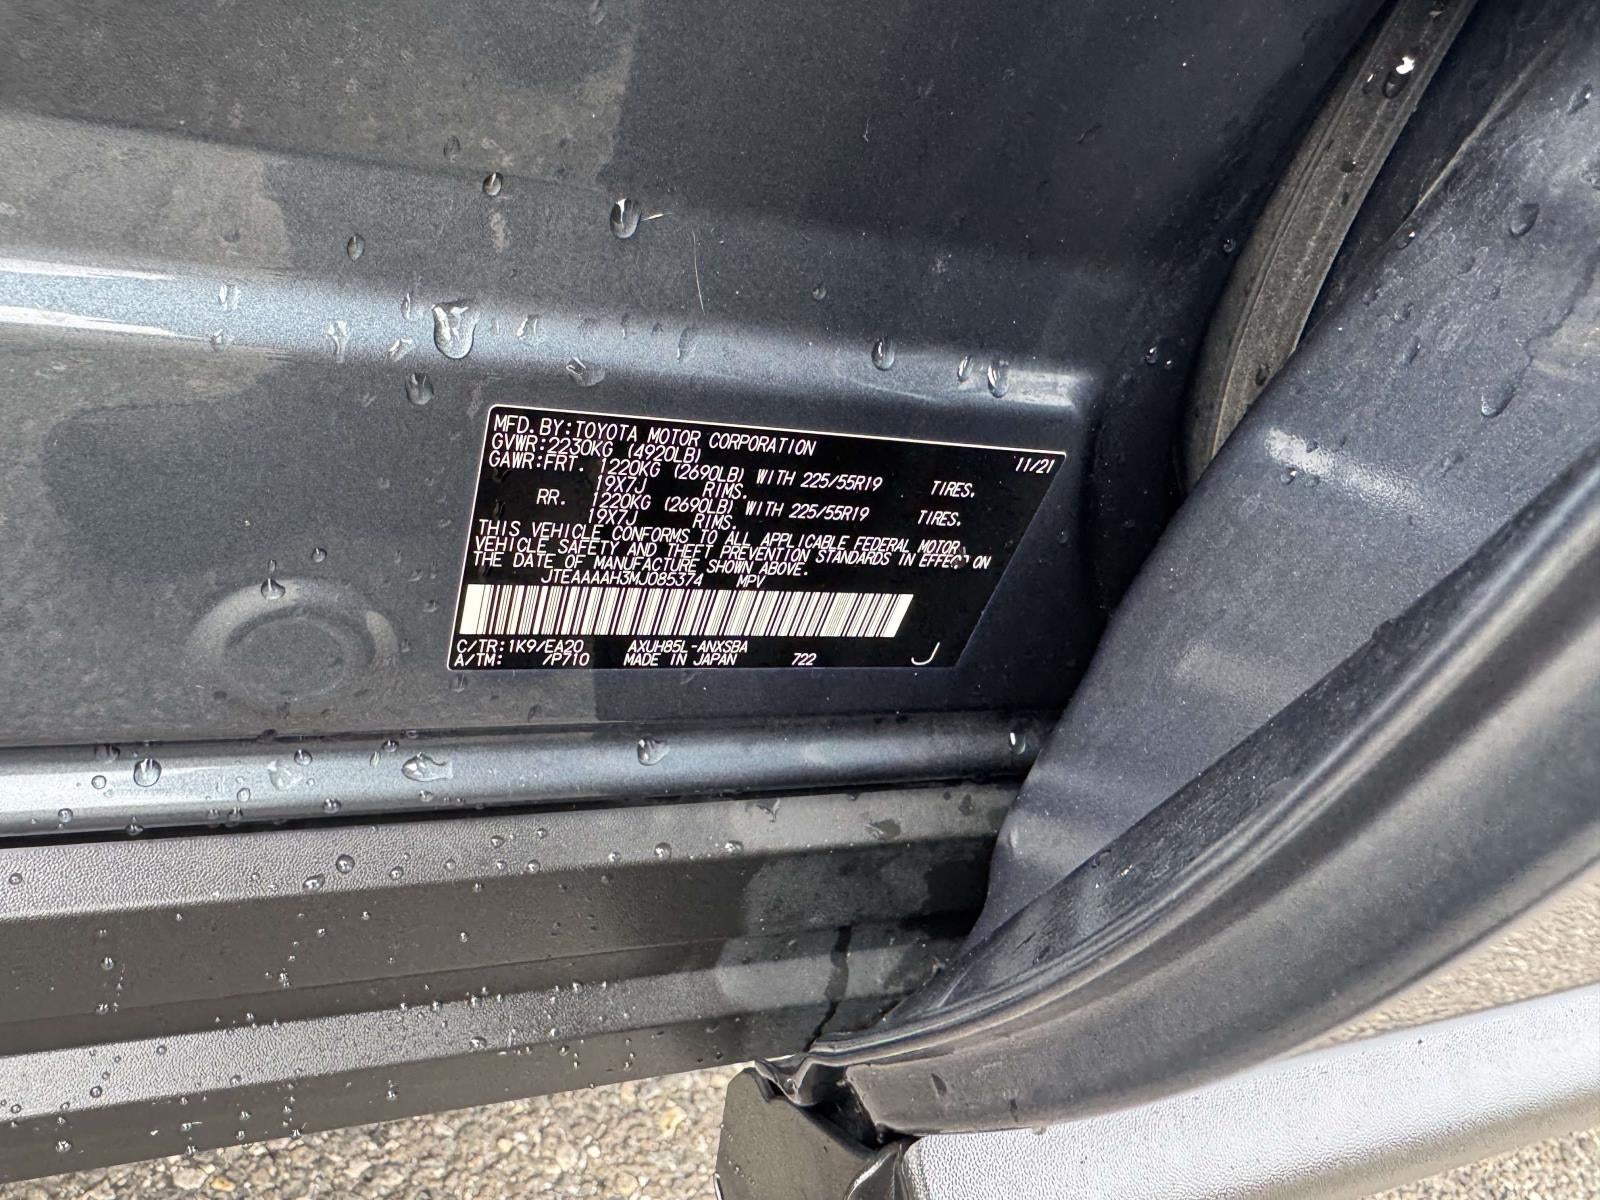 MFD. BY: TOYOTA MOTOR CORPORATION 11/21
GVWR: 2230KG (4920LB)
GAWR: FRT. 1220KG (2690LB) WITH 225/55R19 TIRES,
19X7J RIMS,
RR. 1220KG (2690LB) WITH 225/55R19 TIRES,
19X7J RIMS.
THIS VEHICLE CONFORMS TO ALL APPLICABLE FEDERAL MOTOR
VEHICLE SAFETY AND THEFT PREVENTION STANDARDS IN EFFECT ON
THE DATE OF MANUFACTURE SHOWN ABOVE.
JTEAAAAH3MJ085374 MPV
C/TR: 1K9/EA20 AXUH85L-ANXSBA
A/TM: /P710 MADE IN JAPAN 722 J